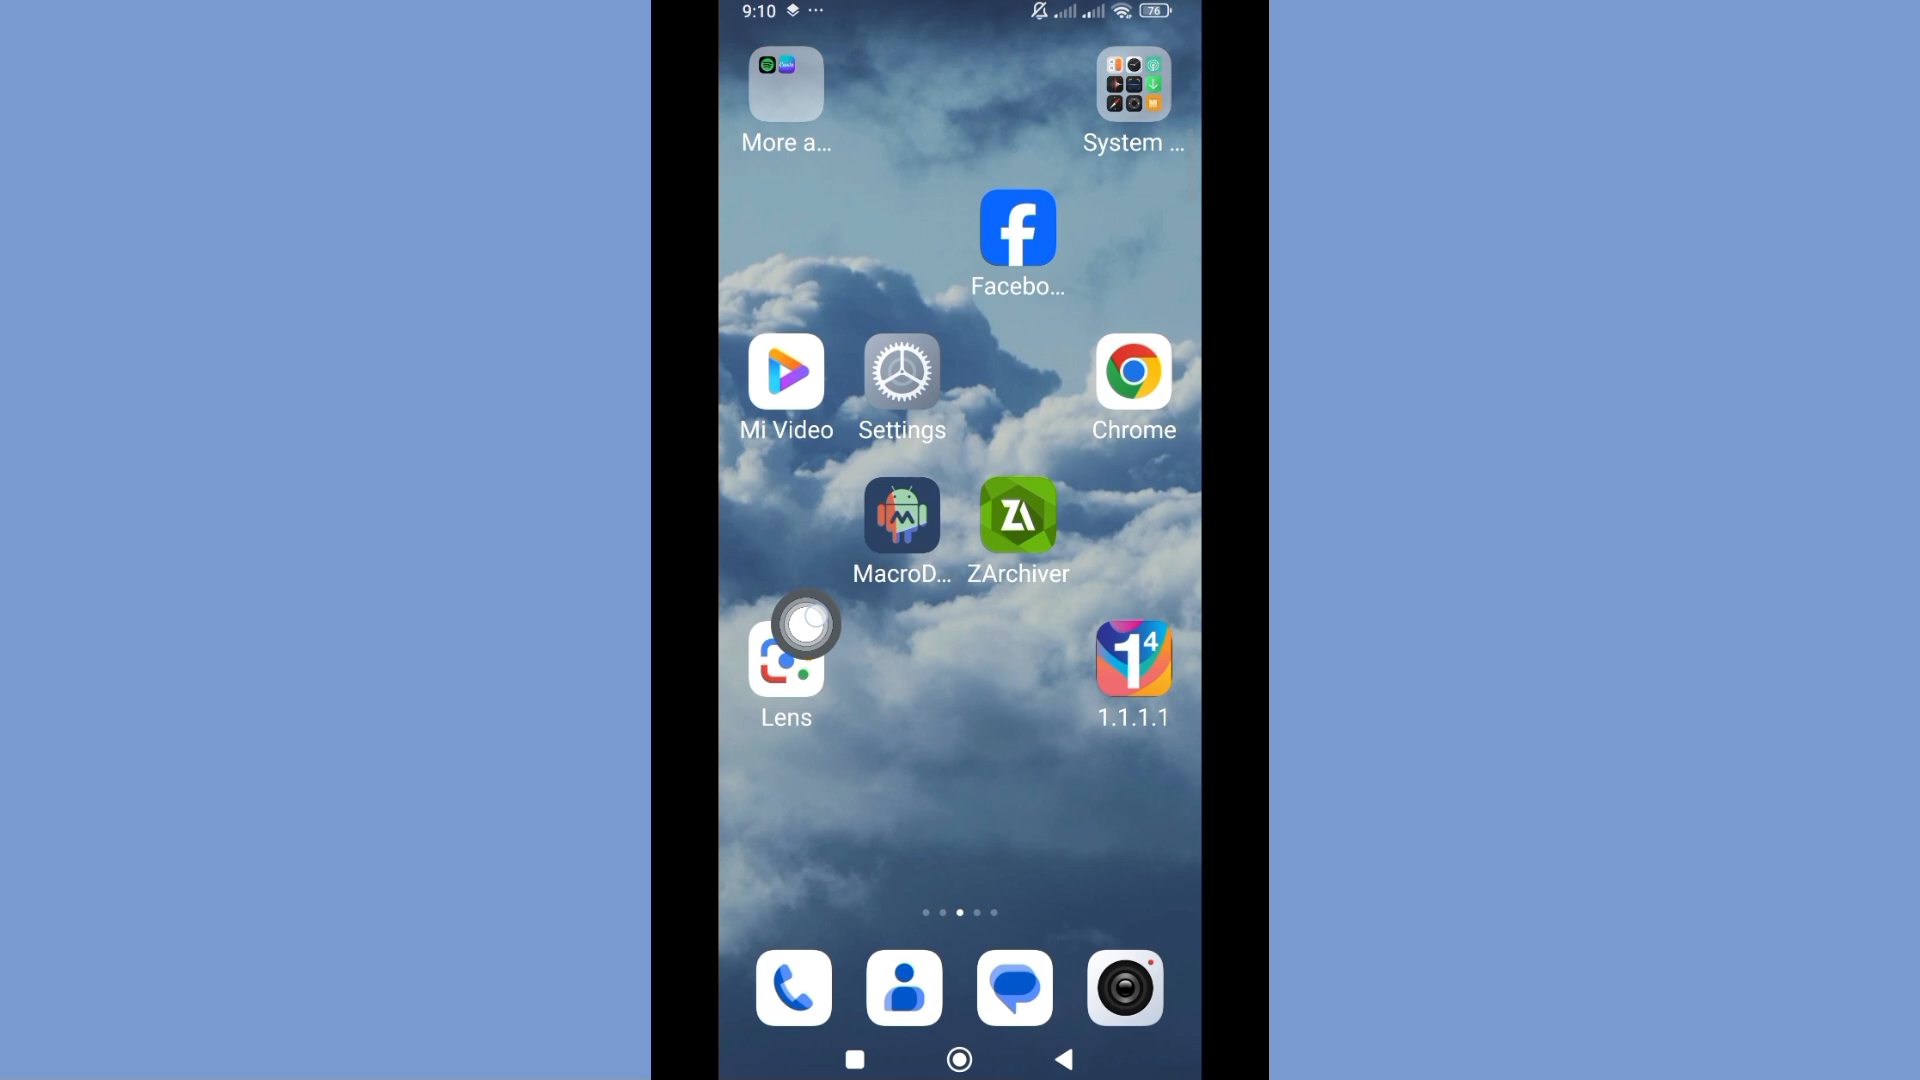 9:10 76
More a...
System ...
Facebo...
Mi Video Settings Chrome
MacroD... ZArchiver
Lens 1.1.1.1